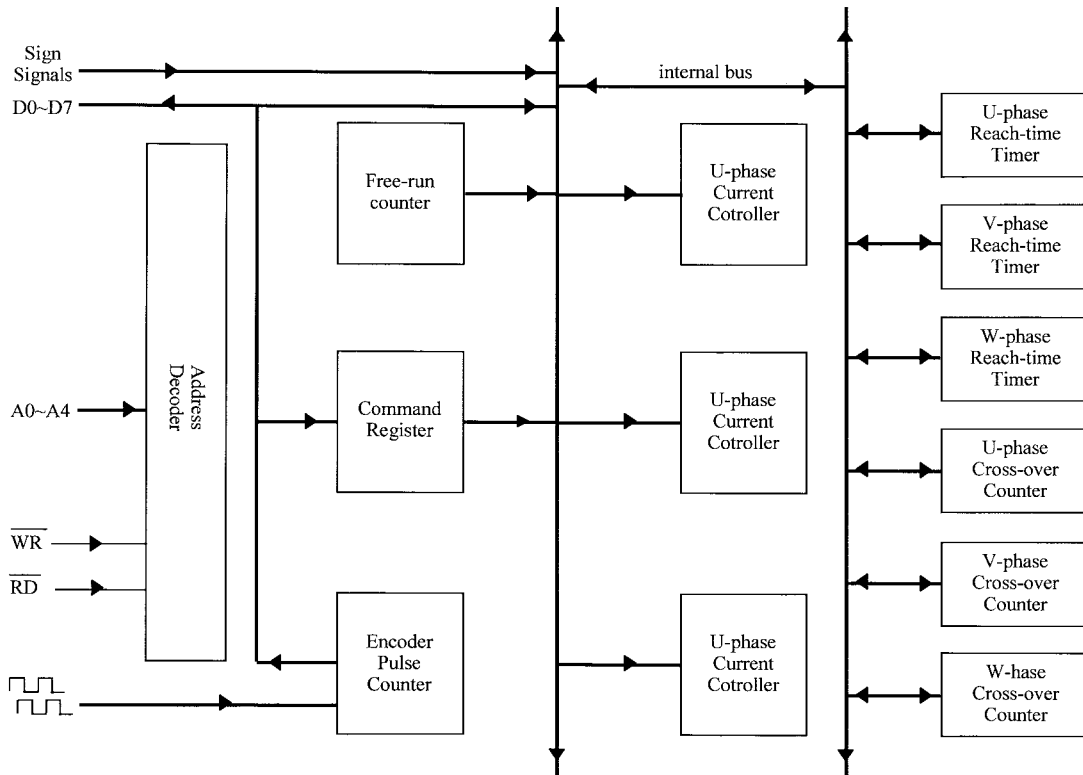 Sign
Signals
D0~D7
internal bus
Free-run
counter
U-phase
Current
Cotroller
U-phase
Reach-time
Timer
V-phase
Reach-time
Timer
Address
Decoder
A0~A4
Command
Register
U-phase
Current
Cotroller
W-phase
Reach-time
Timer
U-phase
Cross-over
Counter
WR
RD
Encoder
Pulse
Counter
U-phase
Current
Cotroller
V-phase
Cross-over
Counter
W-hase
Cross-over
Counter